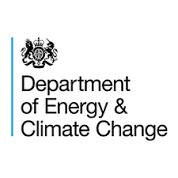 Department
of Energy &
Climate Change